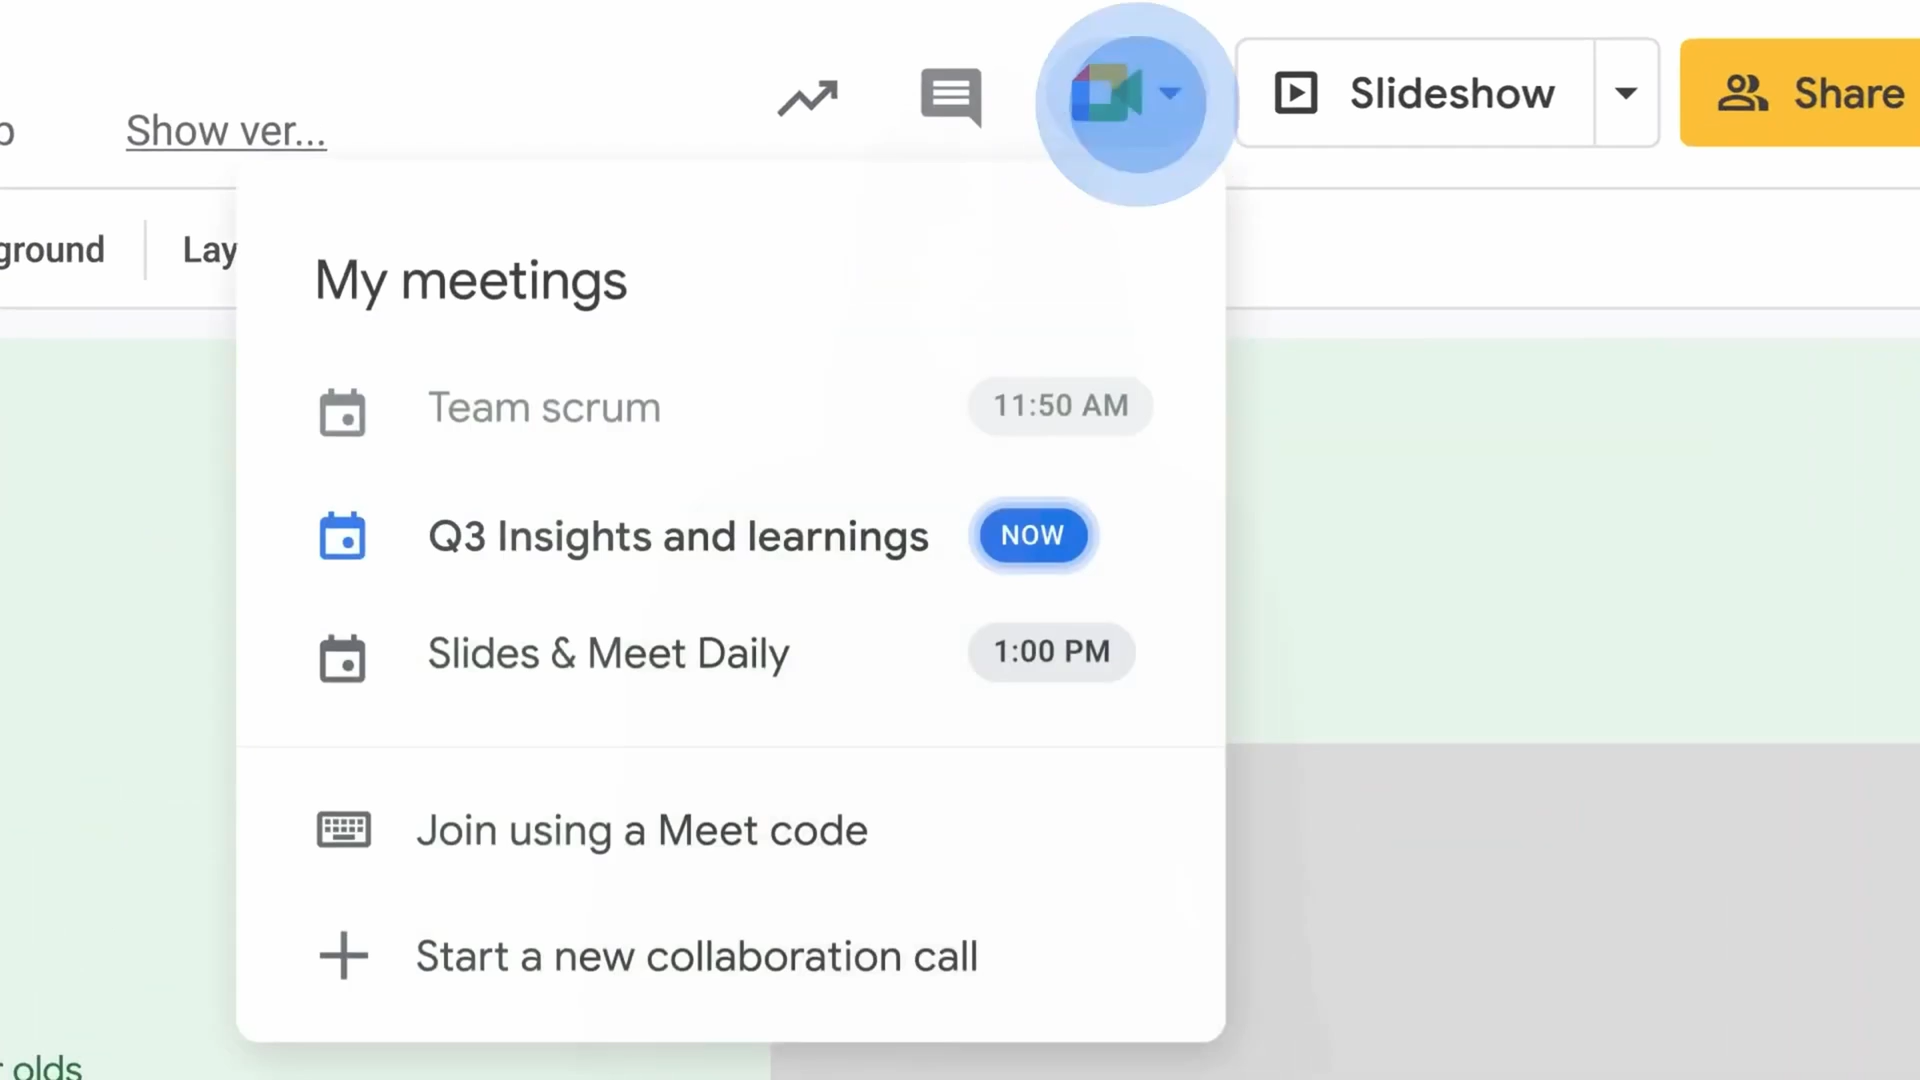 Show ver...
Slideshow
Share
ground
Lay
My meetings
Team scrum
11:50 AM
Q3 Insights and learnings
NOW
Slides & Meet Daily
1:00 PM
Join using a Meet code
Start a new collaboration call
olds